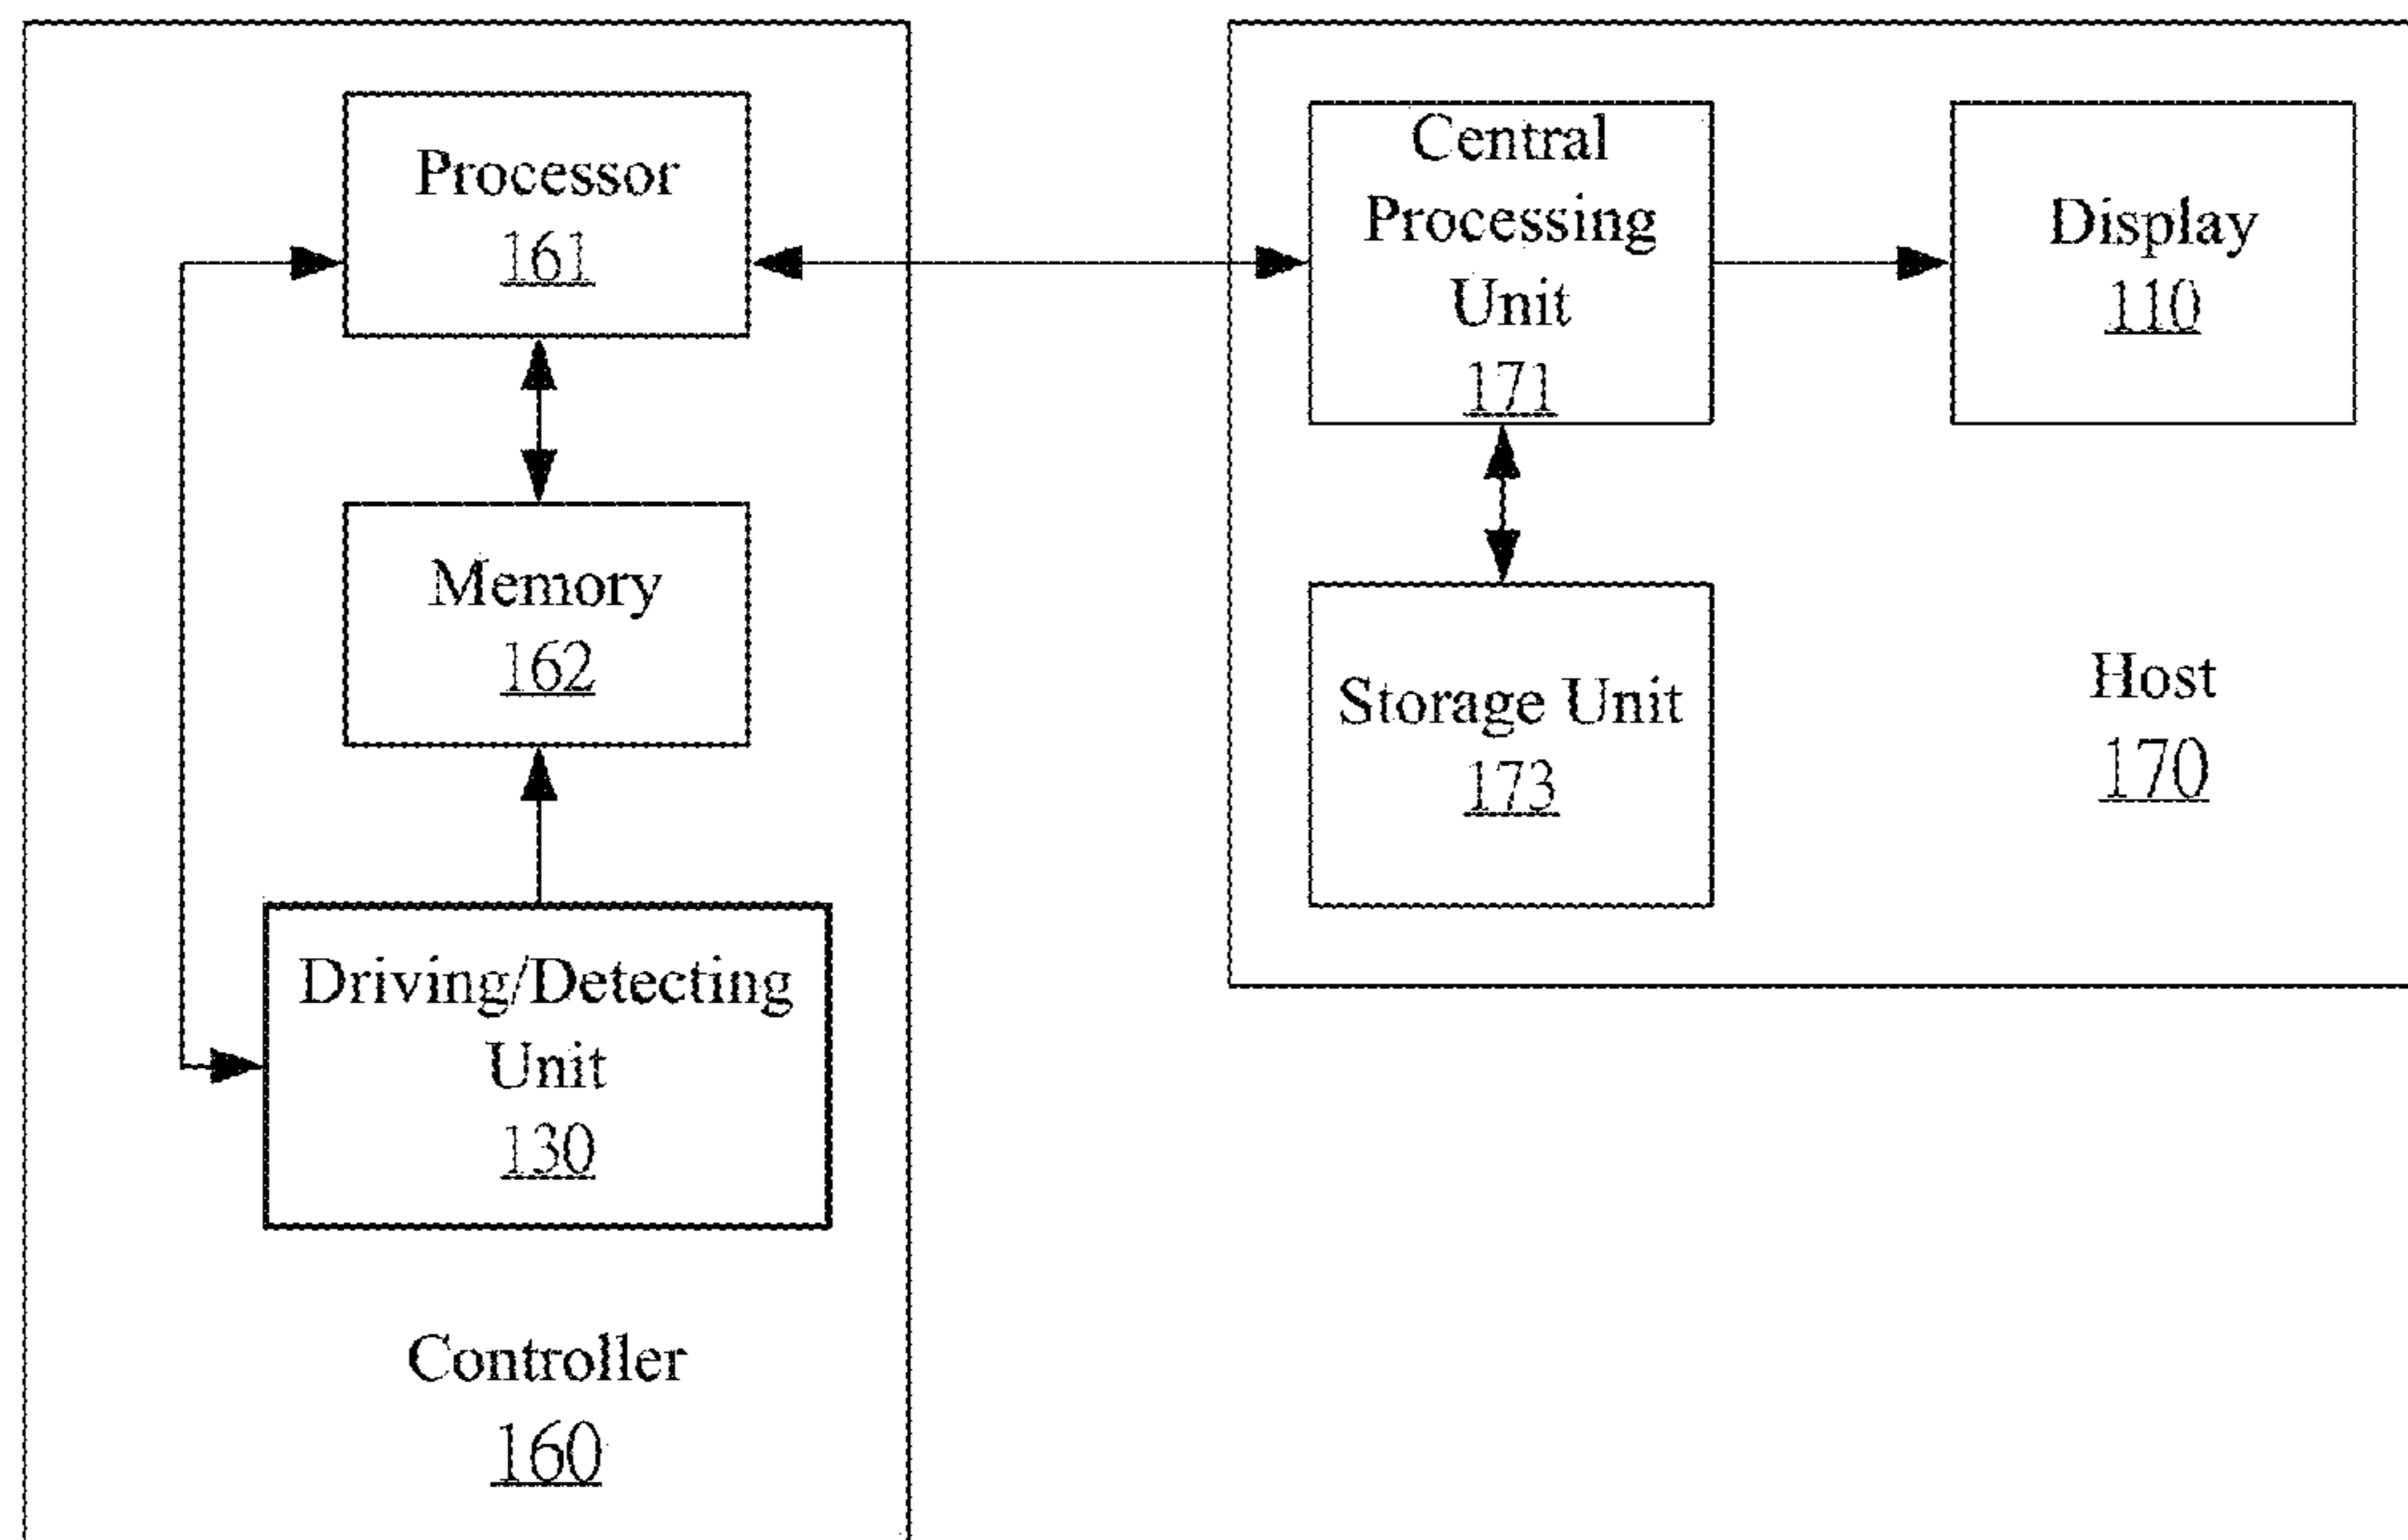 Processor
161
Memory
162
Driving/Detecting
Unit
130
Controller
160
Central
Processing
Unit
171
Display
110
Storage Unit
173
Host
170